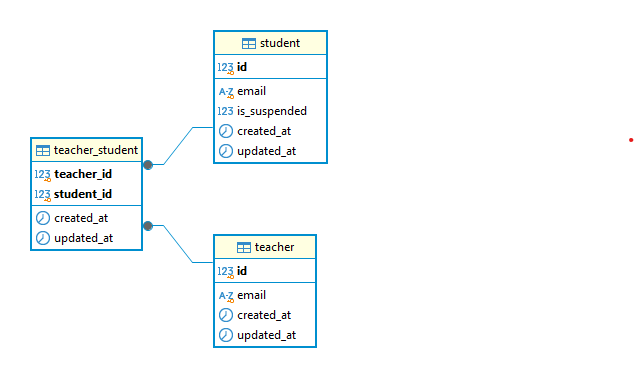 student
123 id
A-Z email
123 is_suspended
created_at
updated_at
teacher_student
123 teacher_id
123 student_id
created_at
updated_at
teacher
123 id
A-Z email
created_at
updated_at